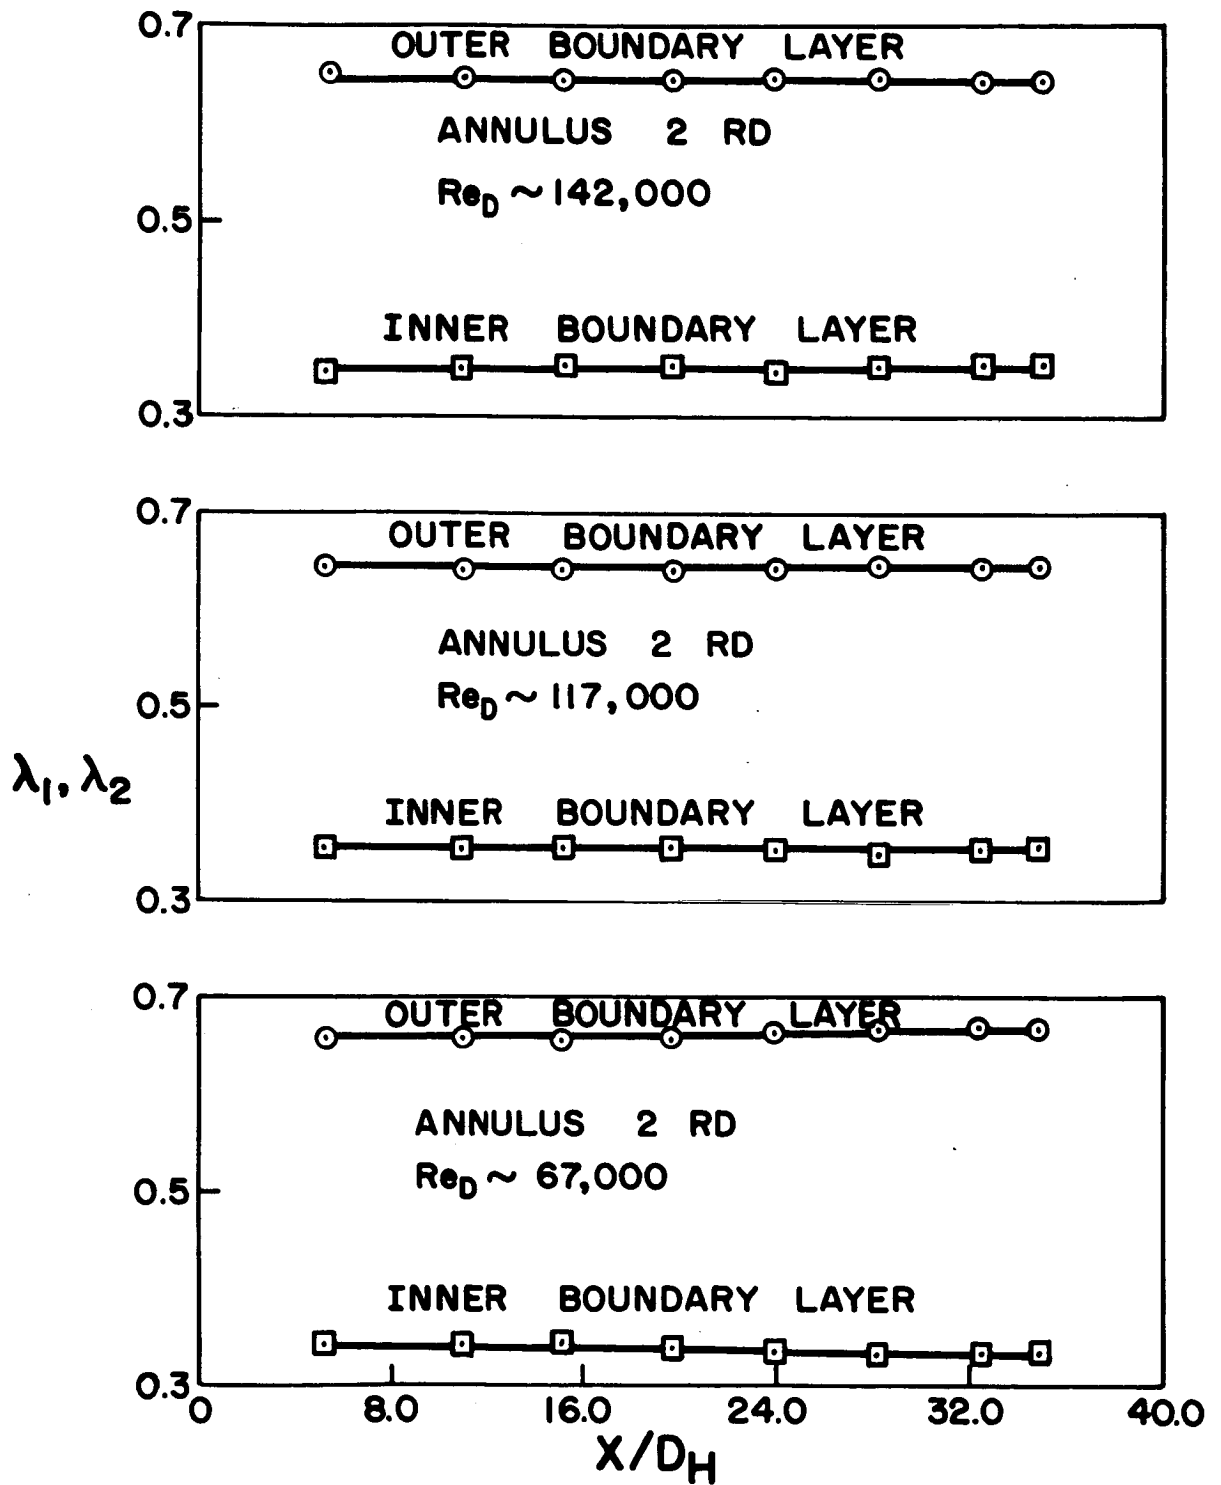 0.7
OUTER BOUNDARY LAYER
ANNULUS 2 RD
Re_D ~ 142,000
0.5
INNER BOUNDARY LAYER
0.3
0.7
OUTER BOUNDARY LAYER
ANNULUS 2 RD
Re_D ~ 117,000
0.5
λ₁, λ₂
INNER BOUNDARY LAYER
0.3
0.7
OUTER BOUNDARY LAYER
ANNULUS 2 RD
Re_D ~ 67,000
0.5
INNER BOUNDARY LAYER
0.3
0 8.0 16.0 24.0 32.0 40.0
X/D_H